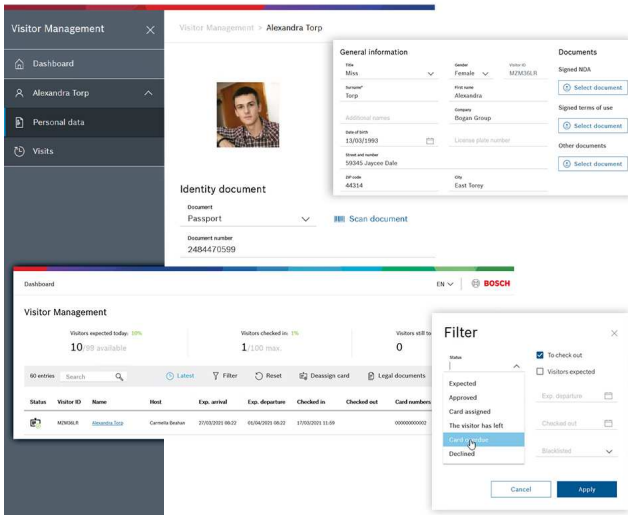 Visitor Management
Visitor Management > Alexandra Torp
Dashboard
Alexandra Torp
Personal data
Visits
General information
Title
Miss
Gender
Female
Visitor ID
MZM36LR
Surname*
Torp
First name
Alexandra
Additional names
Company
Bogan Group
Date of birth
13/03/1993
License plate number
Street and number
59345 Jaycee Dale
ZIP code
44314
City
East Torey
Documents
Signed NDA
Select document
Signed terms of use
Select document
Other documents
Select document
Identity document
Document
Passport
Scan document
Document number
2484470599
Dashboard
EN
BOSCH
Visitor Management
Visitors expected today: 10%
10/99 available
Visitors checked in: 1%
1/100 max.
Visitors still to
0
60 entries
Search
Latest
Filter
Reset
Deassign card
Legal documents
Status Visitor ID Name Host Exp. arrival Exp. departure Checked in Checked out Card numbers
MZM36LR Alexandra Torp Carmella Beahan 27/03/2021 08:22 01/04/2021 08:22 17/03/2021 11:59 000000000002
Filter
Status
Expected
Approved
Card assigned
The visitor has left
Card overdue
Declined
To check out
Visitors expected
Exp. departure
Checked out
Blacklisted
Cancel
Apply